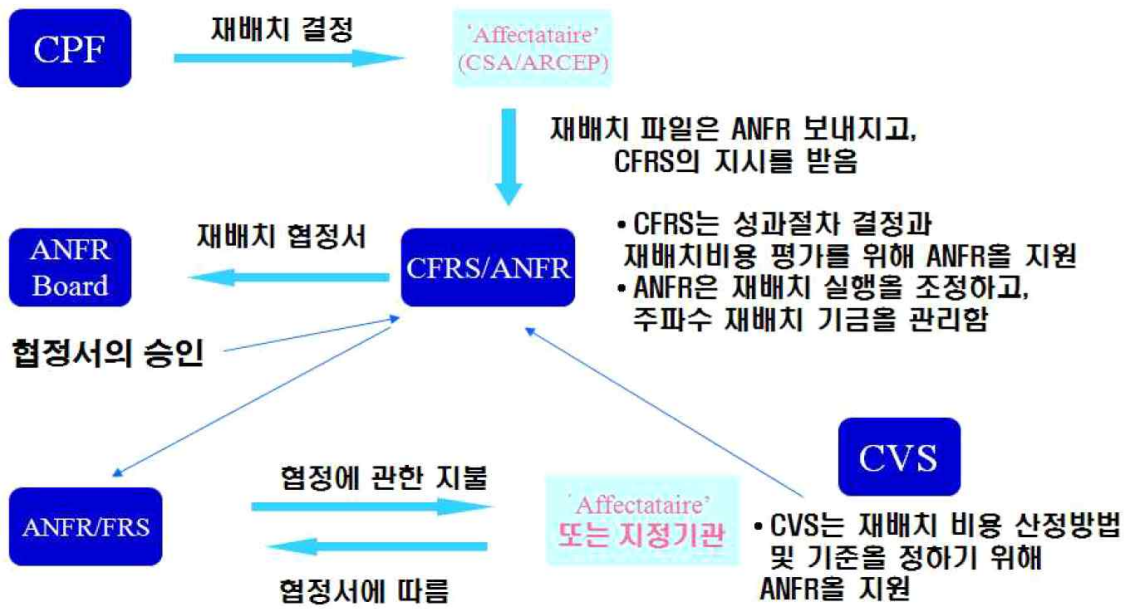 CPF
재배치 결정
'Affectataire'
(CSA/ARCEP)
재배치 파일은 ANFR 보내지고,
CFRS의 지시를 받음
ANFR
Board
재배치 협정서
CFRS/ANFR
• CFRS는 성과절차 결정과
재배치비용 평가를 위해 ANFR올 지원
• ANFR은 재배치 실행올 조정하고,
주파수 재배치 기금올 관리함
협정서의 승인
CVS
ANFR/FRS
협정에 관한 지불
협정서에 따름
'Affectataire'
또는 지정기관
• CVS는 재배치 비용 산정방법
및 기준올 정하기 위해
ANFR올 지원